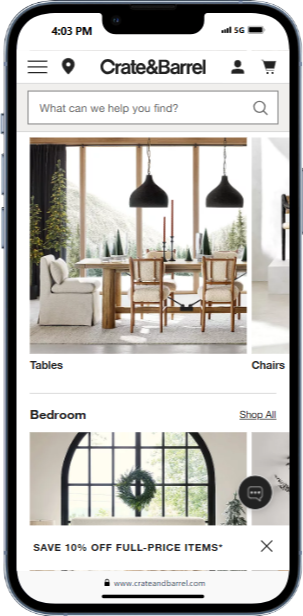 4:03 PM
5G
Crate&Barrel
What can we help you find?
Tables
Chairs
Bedroom
Shop All
SAVE 10% OFF FULL-PRICE ITEMS*
www.crateandbarrel.com